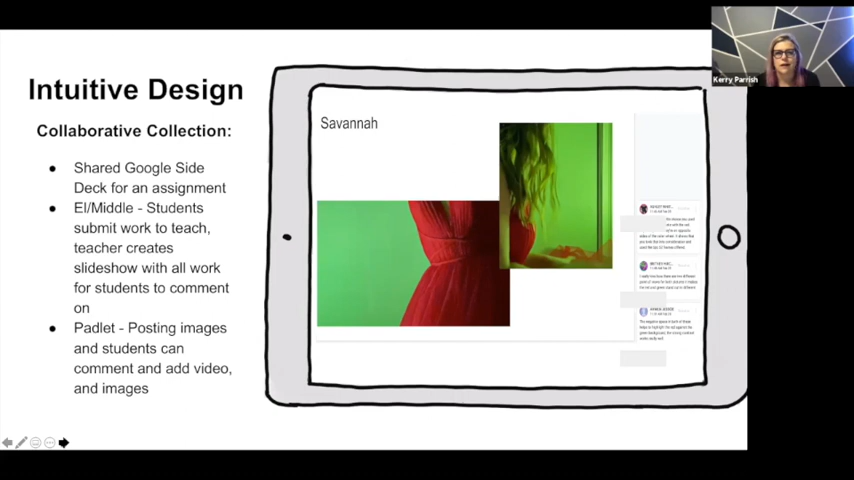 Intuitive Design
Collaborative Collection:
Shared Google Side
Deck for an assignment
El/Middle - Students
submit work to teach,
teacher creates
slideshow with all work
for students to comment
on
Padlet - Posting images
and students can
comment and add video,
and images
Savannah
Kerry Parrish